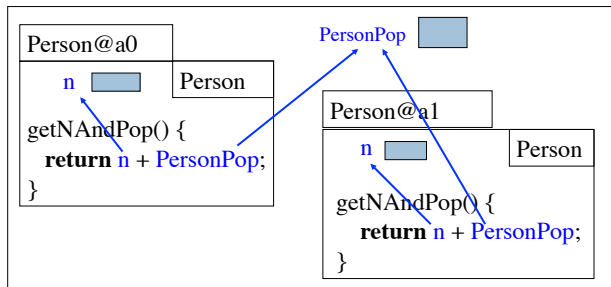 PersonPop
Person@a0
n
Person
getNAndPop() {
return n + PersonPop;
}
Person@a1
n
Person
getNAndPop() {
return n + PersonPop;
}